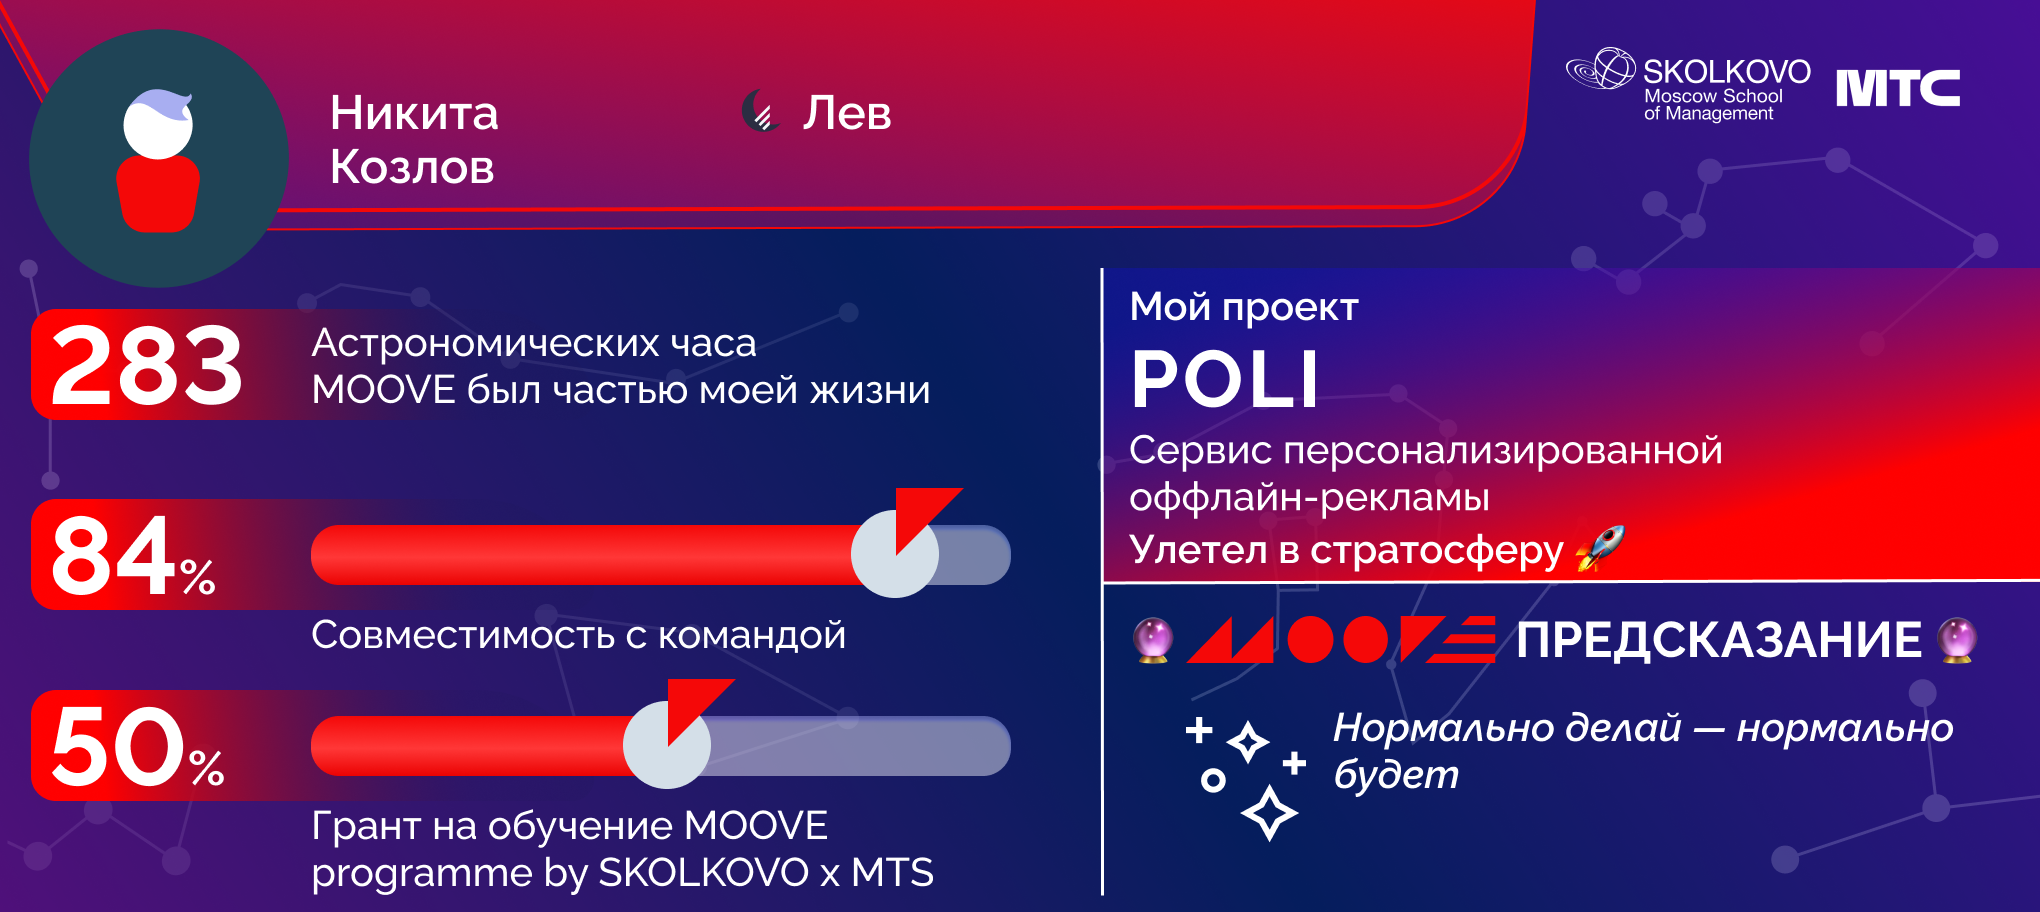 Никита
Козлов
Лев
SKOLKOVO
Moscow School
of Management
МТС
283
Астрономических часа
MOOVE был частью моей жизни
84%
Совместимость с командой
50%
Грант на обучение MOOVE
programme by SKOLKOVO x MTS
Мой проект
POLI
Сервис персонализированной
оффлайн-рекламы
Улетел в стратосферу 🚀
🔮 MOOVE ПРЕДСКАЗАНИЕ 🔮
Нормально делай — нормально
будет